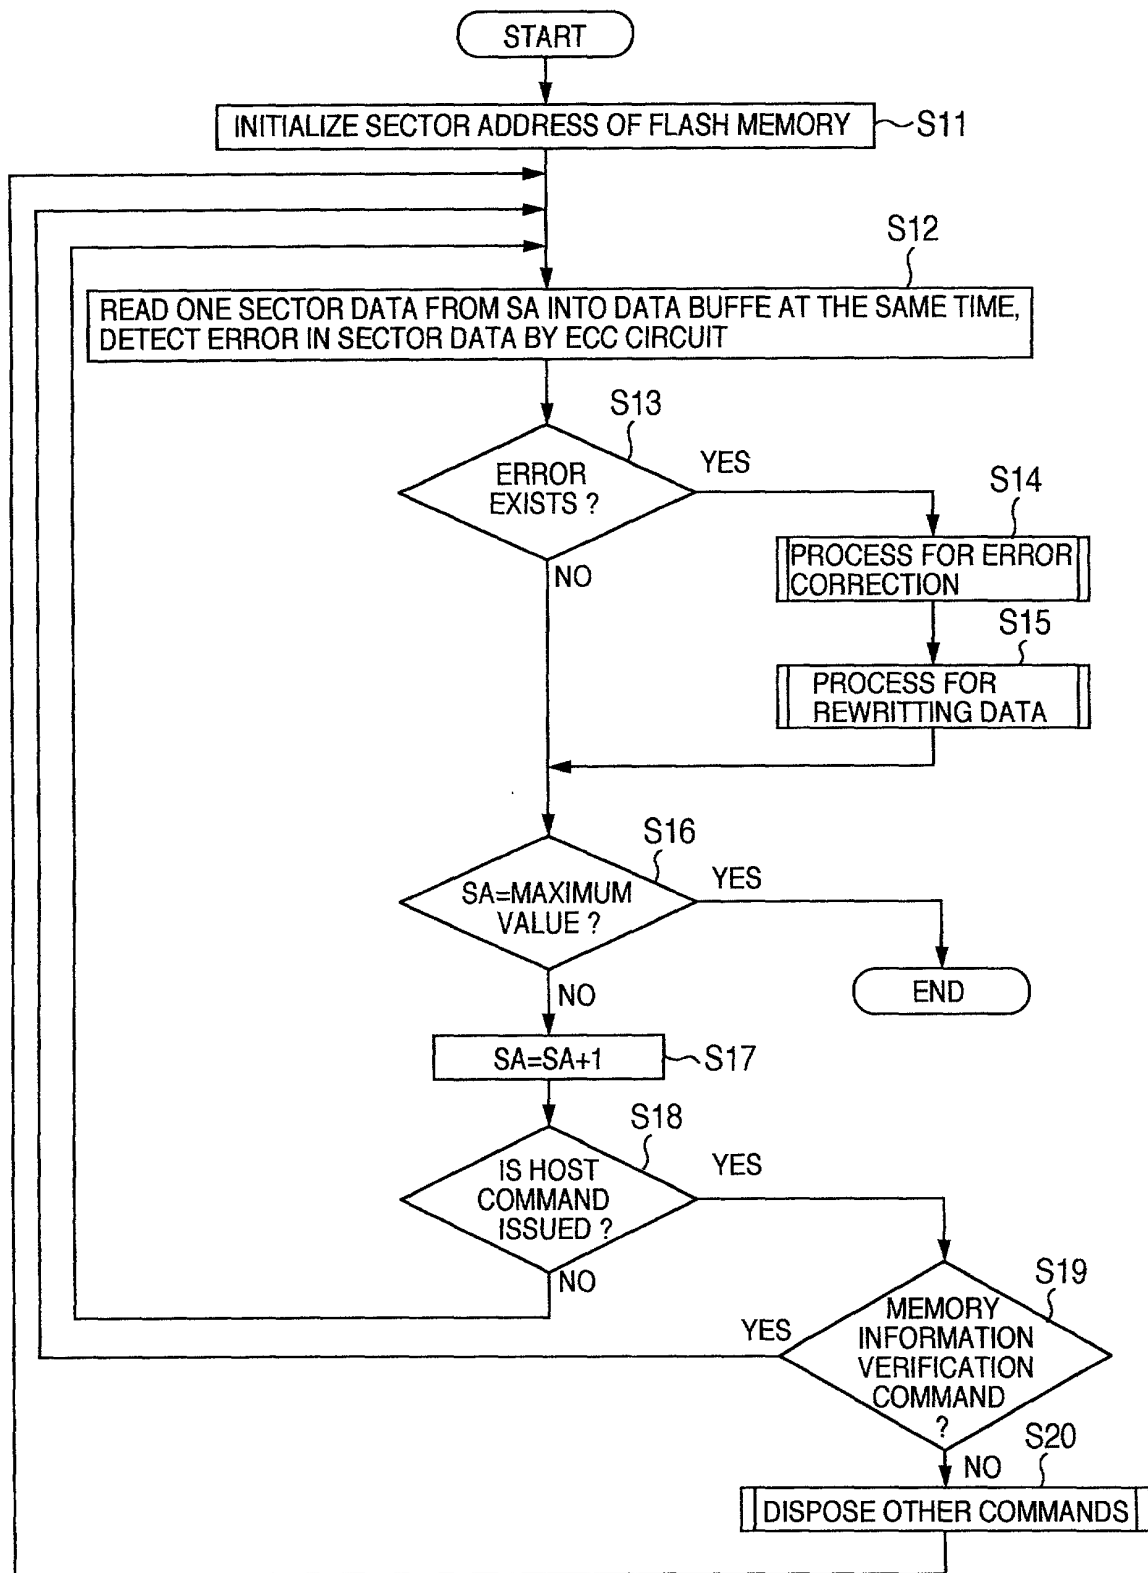 START
INITIALIZE SECTOR ADDRESS OF FLASH MEMORY
S11
S12
READ ONE SECTOR DATA FROM SA INTO DATA BUFFE AT THE SAME TIME,
DETECT ERROR IN SECTOR DATA BY ECC CIRCUIT
S13
ERROR
EXISTS ?
YES
NO
S14
PROCESS FOR ERROR
CORRECTION
S15
PROCESS FOR
REWRITTING DATA
S16
SA=MAXIMUM
VALUE ?
YES
NO
END
SA=SA+1
S17
S18
IS HOST
COMMAND
ISSUED ?
YES
NO
S19
MEMORY
INFORMATION
VERIFICATION
COMMAND
?
YES
NO
S20
DISPOSE OTHER COMMANDS